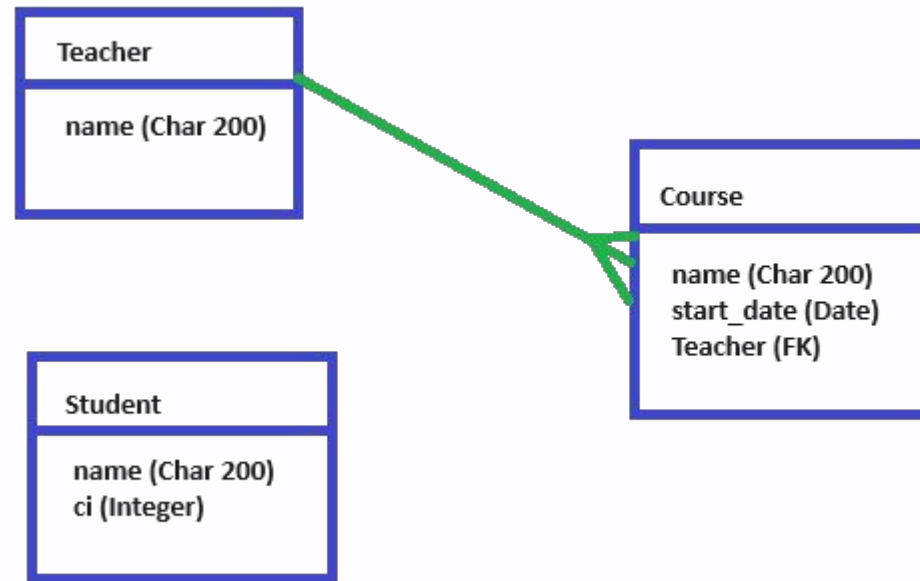 Teacher
name (Char 200)
Course
name (Char 200)
start_date (Date)
Teacher (FK)
Student
name (Char 200)
ci (Integer)